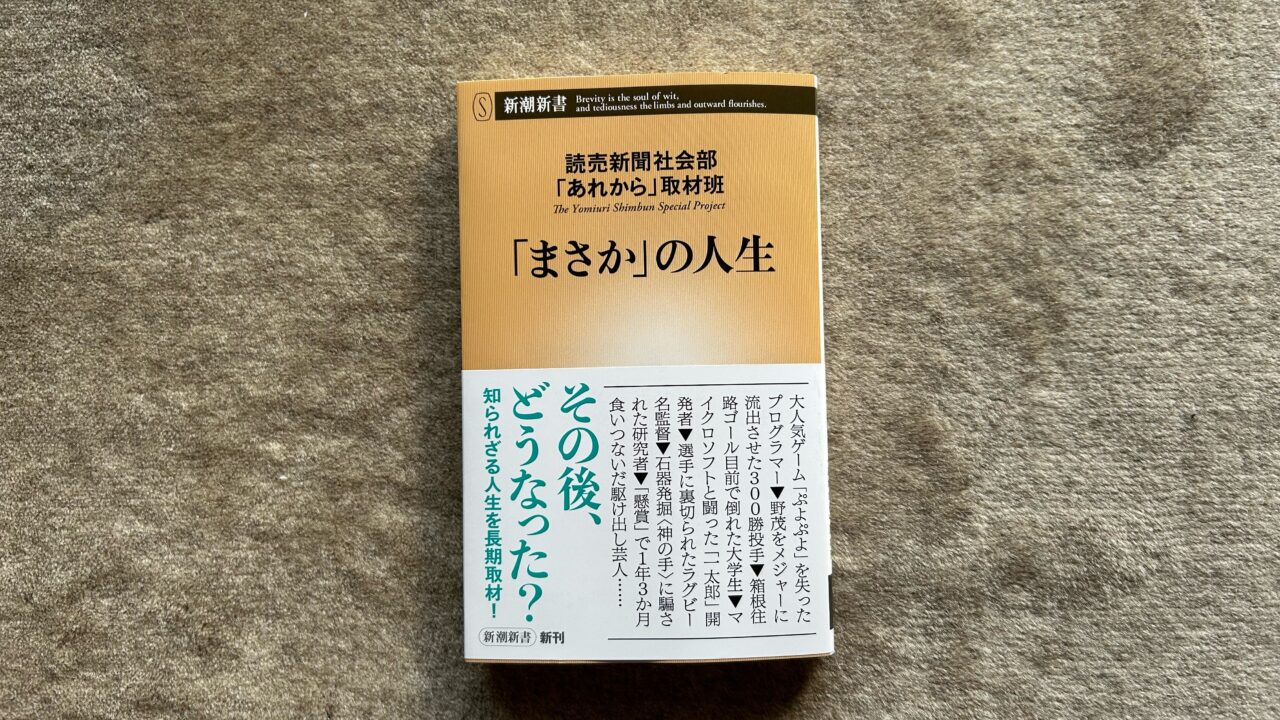 S
新潮新書
Brevity is the soul of wit,
and tediousness the limbs and outward flourishes.
読売新聞社会部
「あれから」取材班
The Yomiuri Shimbun Special Project
「まさか」の人生
大人気ゲーム「ぷよぷよ」を失った
プログラマー▼野茂をメジャーに
流出させた300勝投手▼箱根往
路ゴール目前で倒れた大学生▼マ
イクロソフトと闘った「一太郎」開
発者▼選手に裏切られたラグビー
名監督▼石器発掘〈神の手〉に騙さ
れた研究者▼「懸賞」で1年3か月
食いつないだ駆け出し芸人……
その後、
どうなった?
知られざる人生を長期取材!
新潮新書 新刊